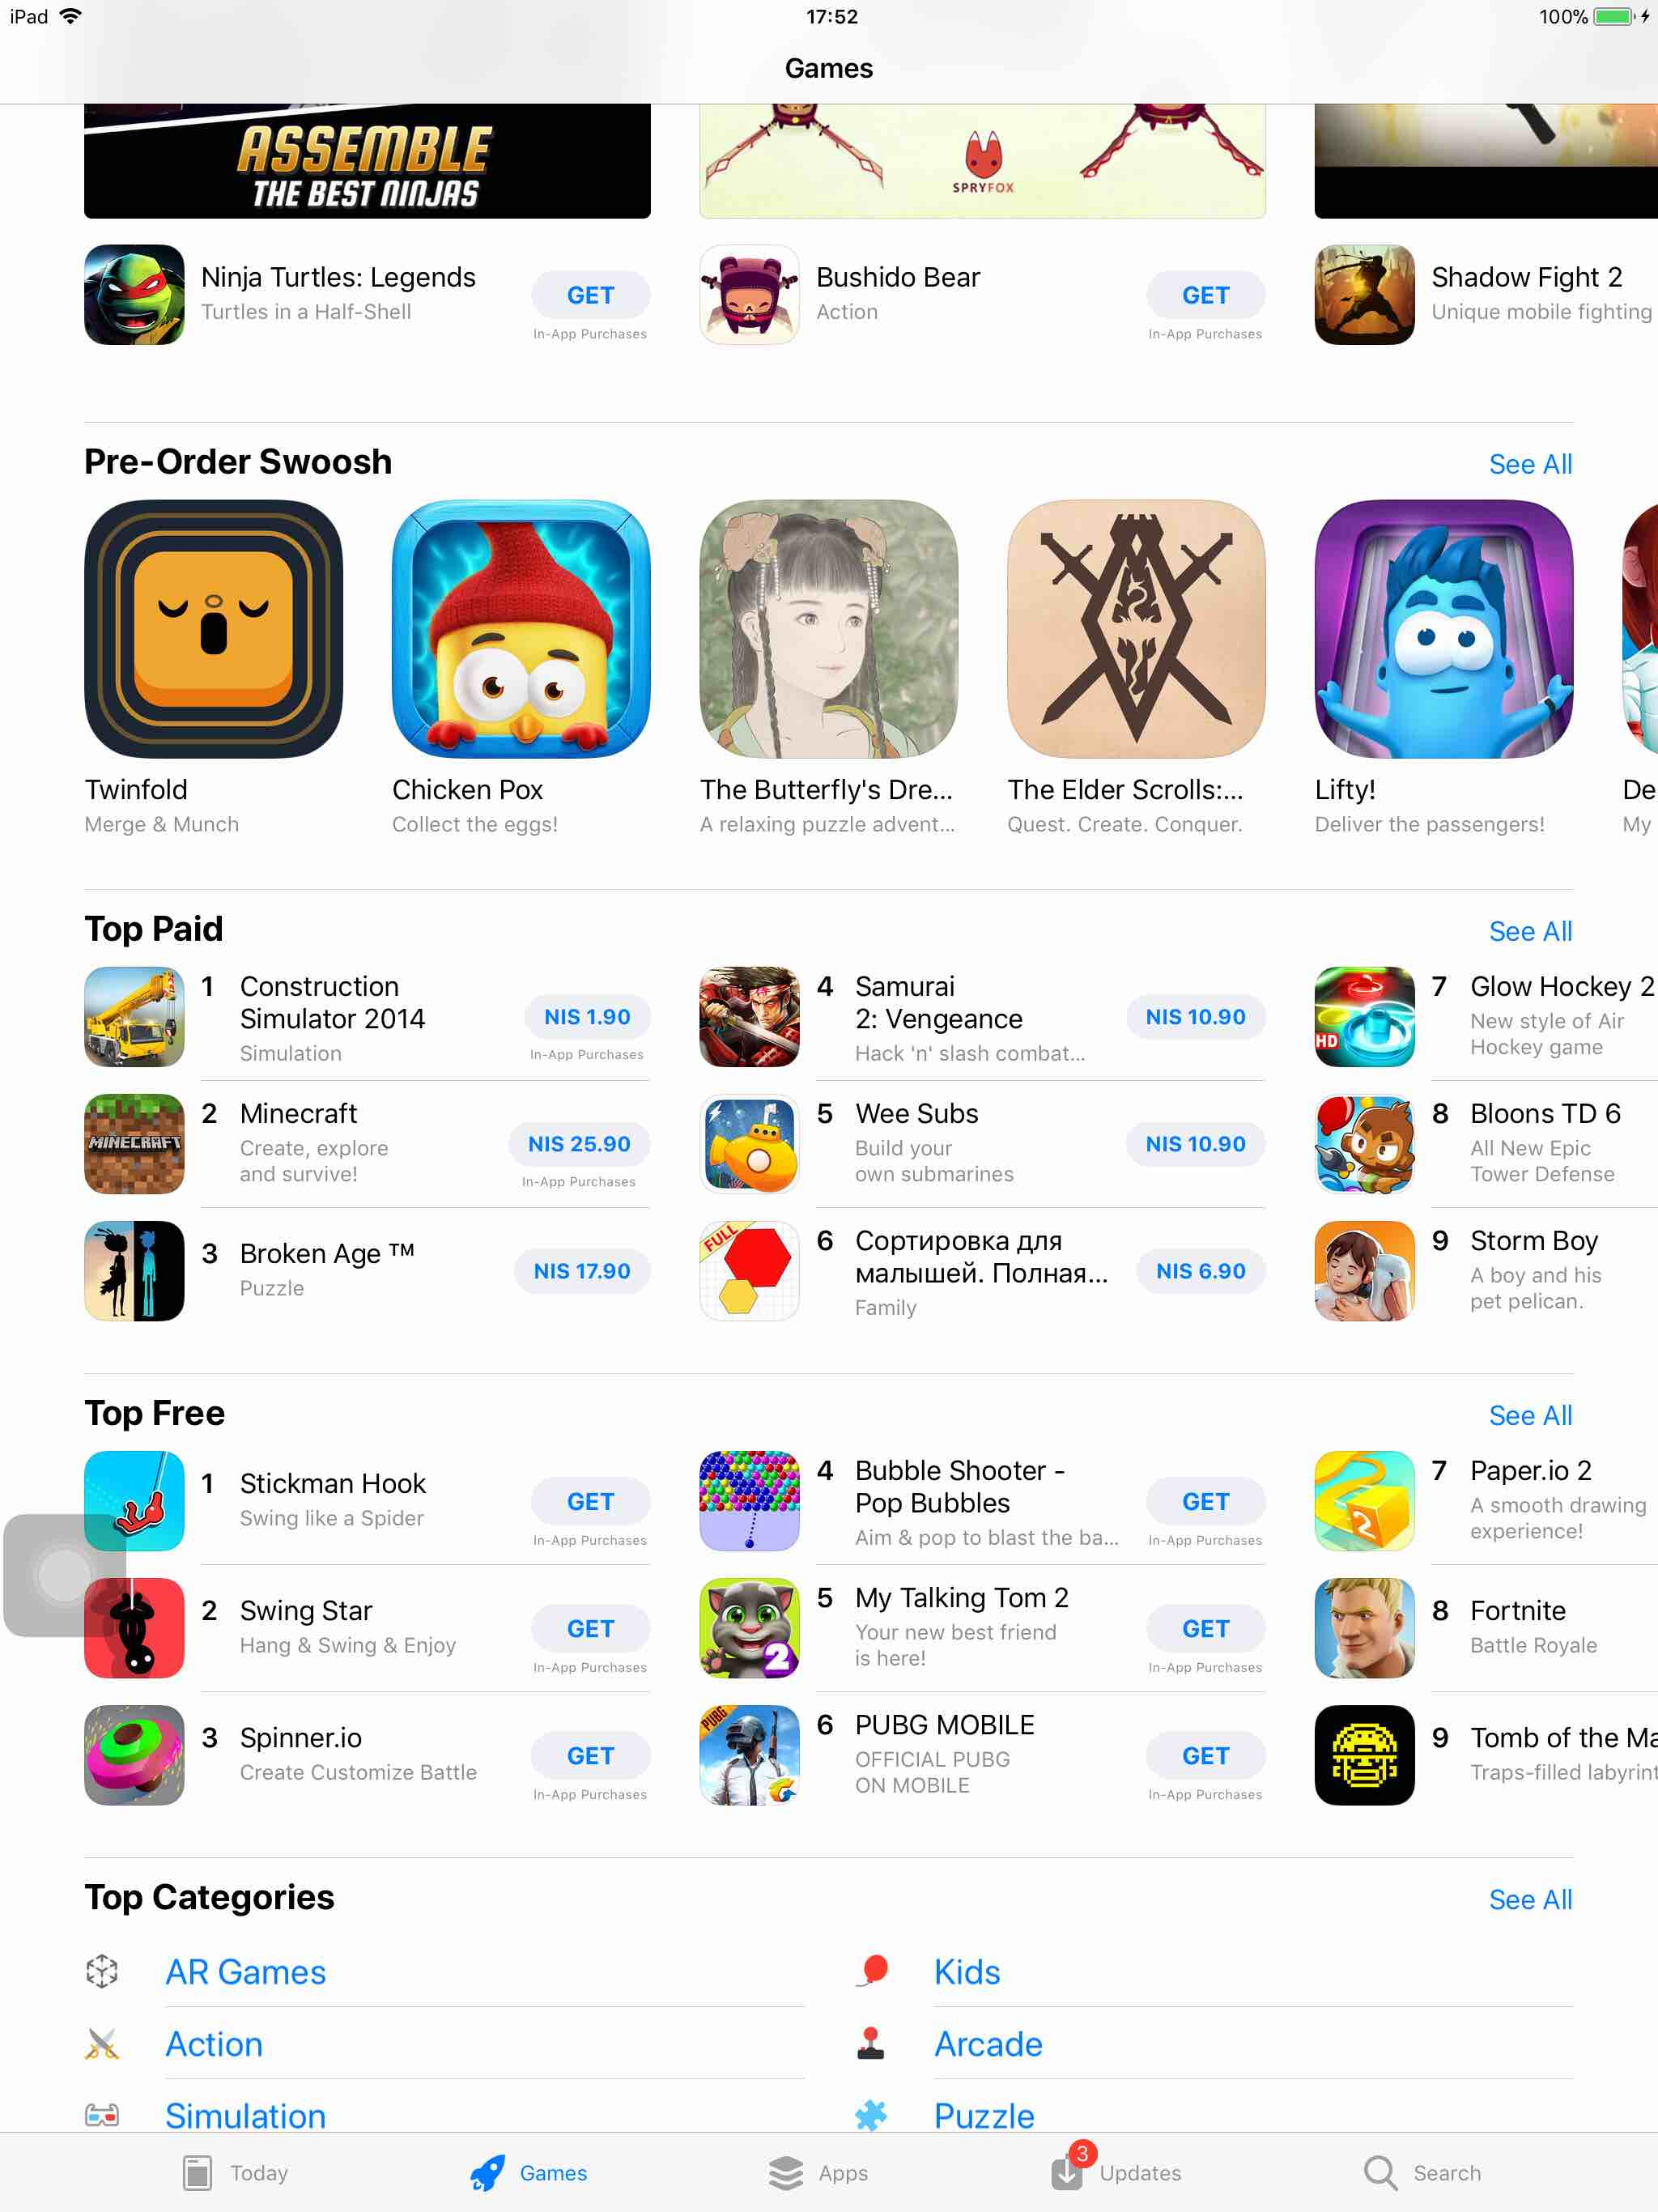 iPad
17:52
100%
Games
ASSEMBLE
THE BEST NINJAS
SPRYFOX
Ninja Turtles: Legends
Turtles in a Half-Shell
GET
In-App Purchases
Bushido Bear
Action
GET
In-App Purchases
Shadow Fight 2
Unique mobile fighting
Pre-Order Swoosh
See All
Twinfold
Merge & Munch
Chicken Pox
Collect the eggs!
The Butterfly's Dre...
A relaxing puzzle advent...
The Elder Scrolls:...
Quest. Create. Conquer.
Lifty!
Deliver the passengers!
De
My
Top Paid
See All
1 Construction
Simulator 2014
Simulation
NIS 1.90
In-App Purchases
MINECRAFT
2 Minecraft
Create, explore
and survive!
NIS 25.90
In-App Purchases
3 Broken Age ™
Puzzle
NIS 17.90
4 Samurai
2: Vengeance
Hack 'n' slash combat...
NIS 10.90
5 Wee Subs
Build your
own submarines
NIS 10.90
FULL
6 Сортировка для
малышей. Полная...
Family
NIS 6.90
HD
7 Glow Hockey 2
New style of Air
Hockey game
8 Bloons TD 6
All New Epic
Tower Defense
9 Storm Boy
A boy and his
pet pelican.
Top Free
See All
1 Stickman Hook
Swing like a Spider
GET
In-App Purchases
2 Swing Star
Hang & Swing & Enjoy
GET
In-App Purchases
3 Spinner.io
Create Customize Battle
GET
In-App Purchases
4 Bubble Shooter -
Pop Bubbles
Aim & pop to blast the ba...
GET
In-App Purchases
2
5 My Talking Tom 2
Your new best friend
is here!
GET
In-App Purchases
PUBG
6 PUBG MOBILE
OFFICIAL PUBG
ON MOBILE
GET
In-App Purchases
2
7 Paper.io 2
A smooth drawing
experience!
8 Fortnite
Battle Royale
9 Tomb of the Ma
Traps-filled labyrint
Top Categories
See All
AR Games
Kids
Action
Arcade
Simulation
Puzzle
Today
Games
Apps
3
Updates
Search